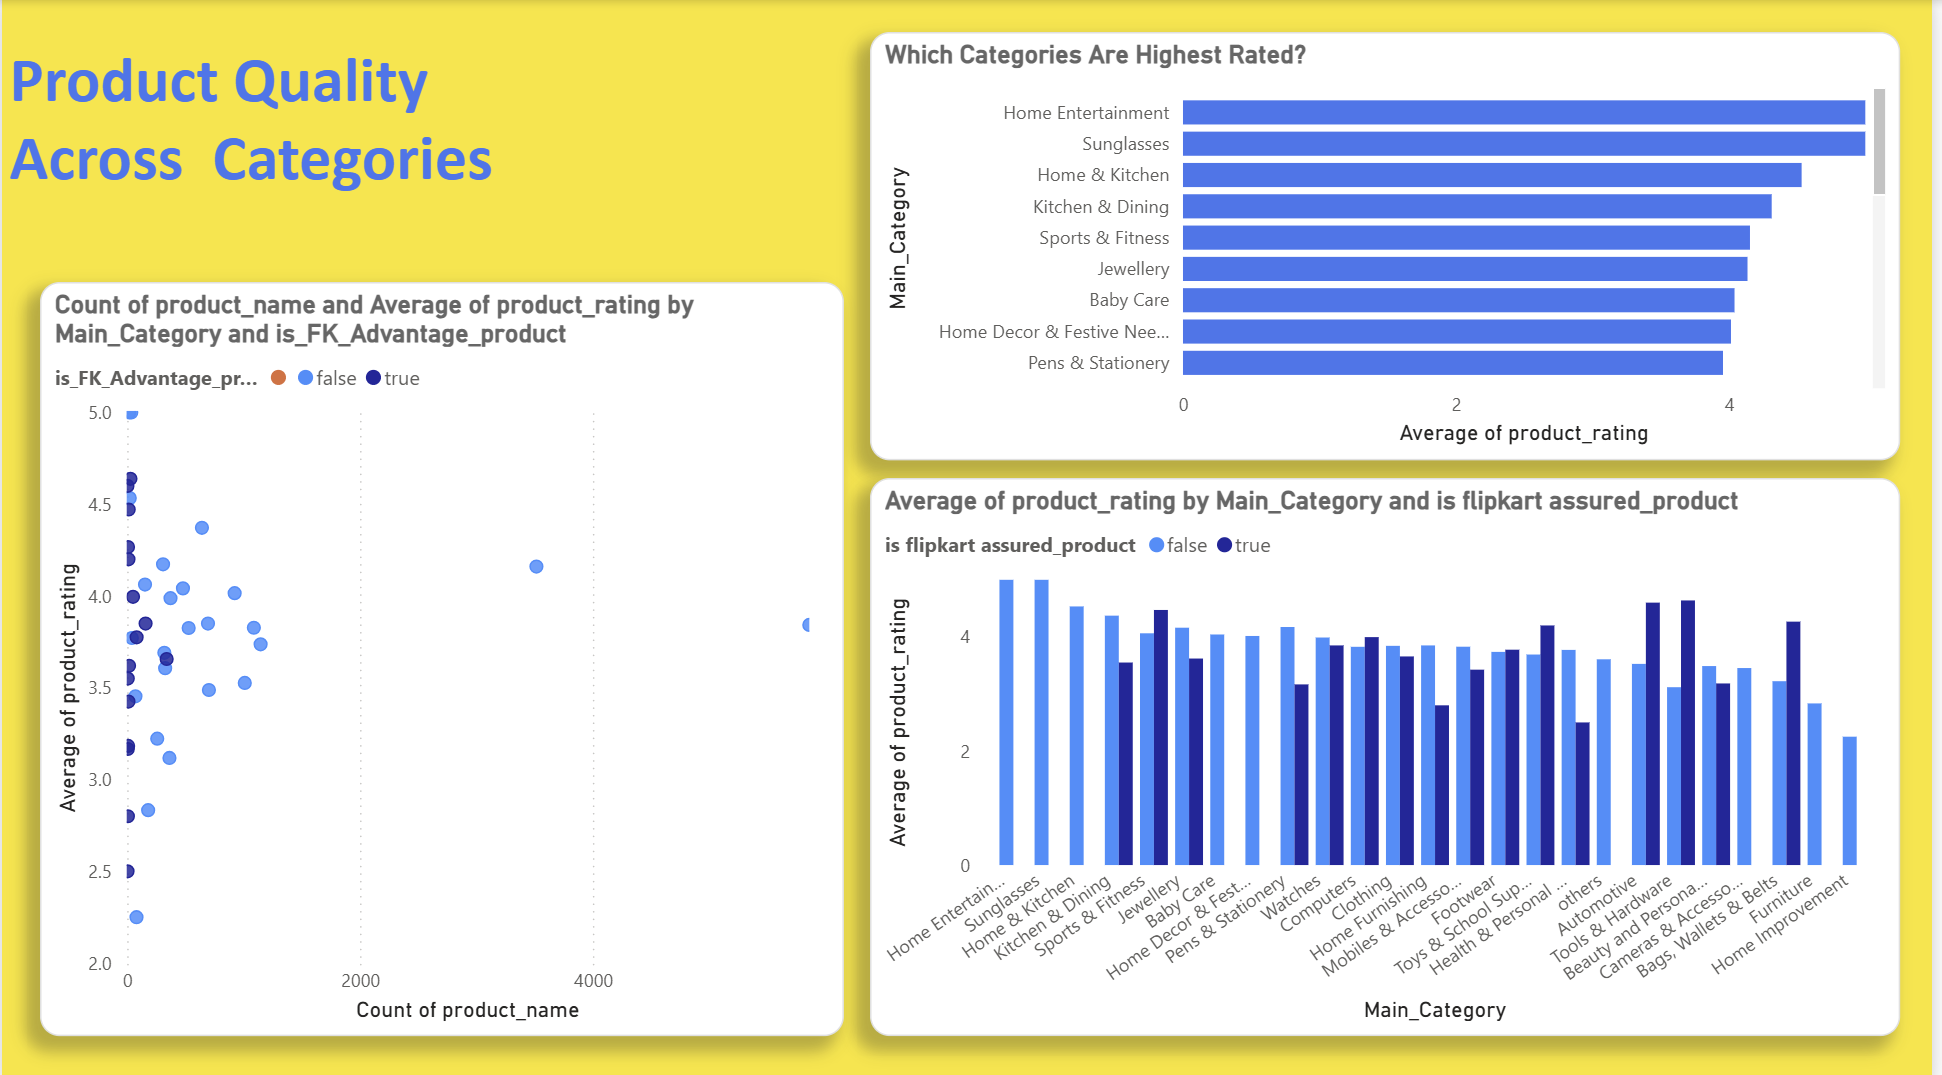 Product Quality
Across  Categories
Which Categories Are Highest Rated?
Main_Category
Home Entertainment
Sunglasses
Home & Kitchen
Kitchen & Dining
Sports & Fitness
Jewellery
Baby Care
Home Decor & Festive Nee...
Pens & Stationery
0 2 4
Average of product_rating
Count of product_name and Average of product_rating by
Main_Category and is_FK_Advantage_product
is_FK_Advantage_pr... false true
Average of product_rating
5.0
4.5
4.0
3.5
3.0
2.5
2.0
0 2000 4000
Count of product_name
Average of product_rating by Main_Category and is flipkart assured_product
is flipkart assured_product false true
Average of product_rating
4
2
0
Home Entertain...
Sunglasses
Home & Kitchen
Kitchen & Dining
Sports & Fitness
Jewellery
Baby Care
Home Decor & Fest...
Pens & Stationery
Watches
Computers
Clothing
Home Furnishing
Mobiles & Accesso...
Footwear
Toys & School Sup...
Health & Personal ...
others
Automotive
Tools & Hardware
Beauty and Persona...
Cameras & Accesso...
Bags, Wallets & Belts
Furniture
Home Improvement
Main_Category